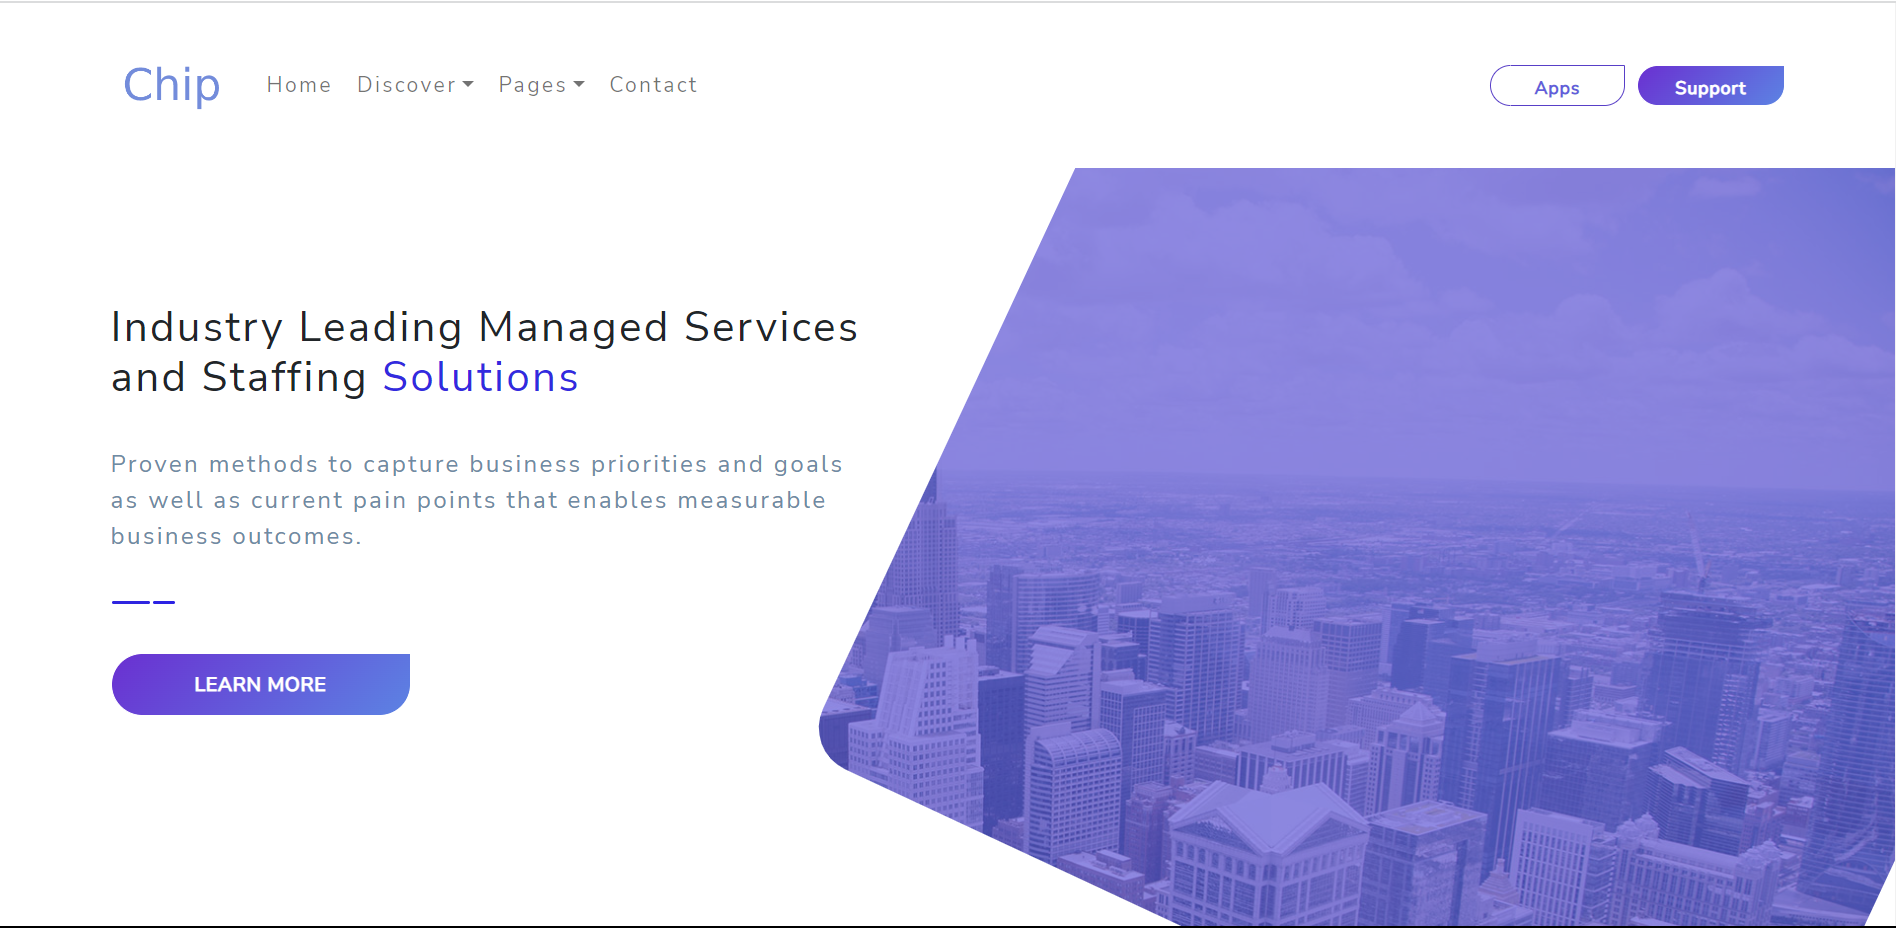 Chip
Home Discover Pages Contact
Apps Support
Industry Leading Managed Services
and Staffing Solutions
Proven methods to capture business priorities and goals
as well as current pain points that enables measurable
business outcomes.
LEARN MORE